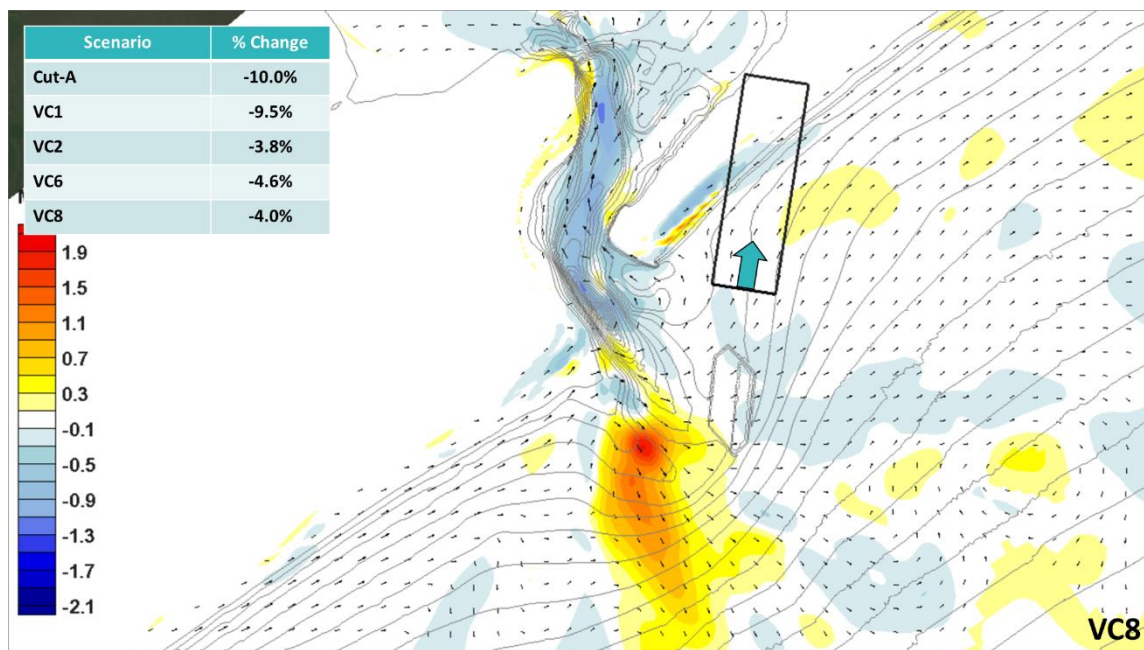 Scenario % Change
Cut-A -10.0%
VC1 -9.5%
VC2 -3.8%
VC6 -4.6%
VC8 -4.0%
1.9
1.5
1.1
0.7
0.3
-0.1
-0.5
-0.9
-1.3
-1.7
-2.1
VC8